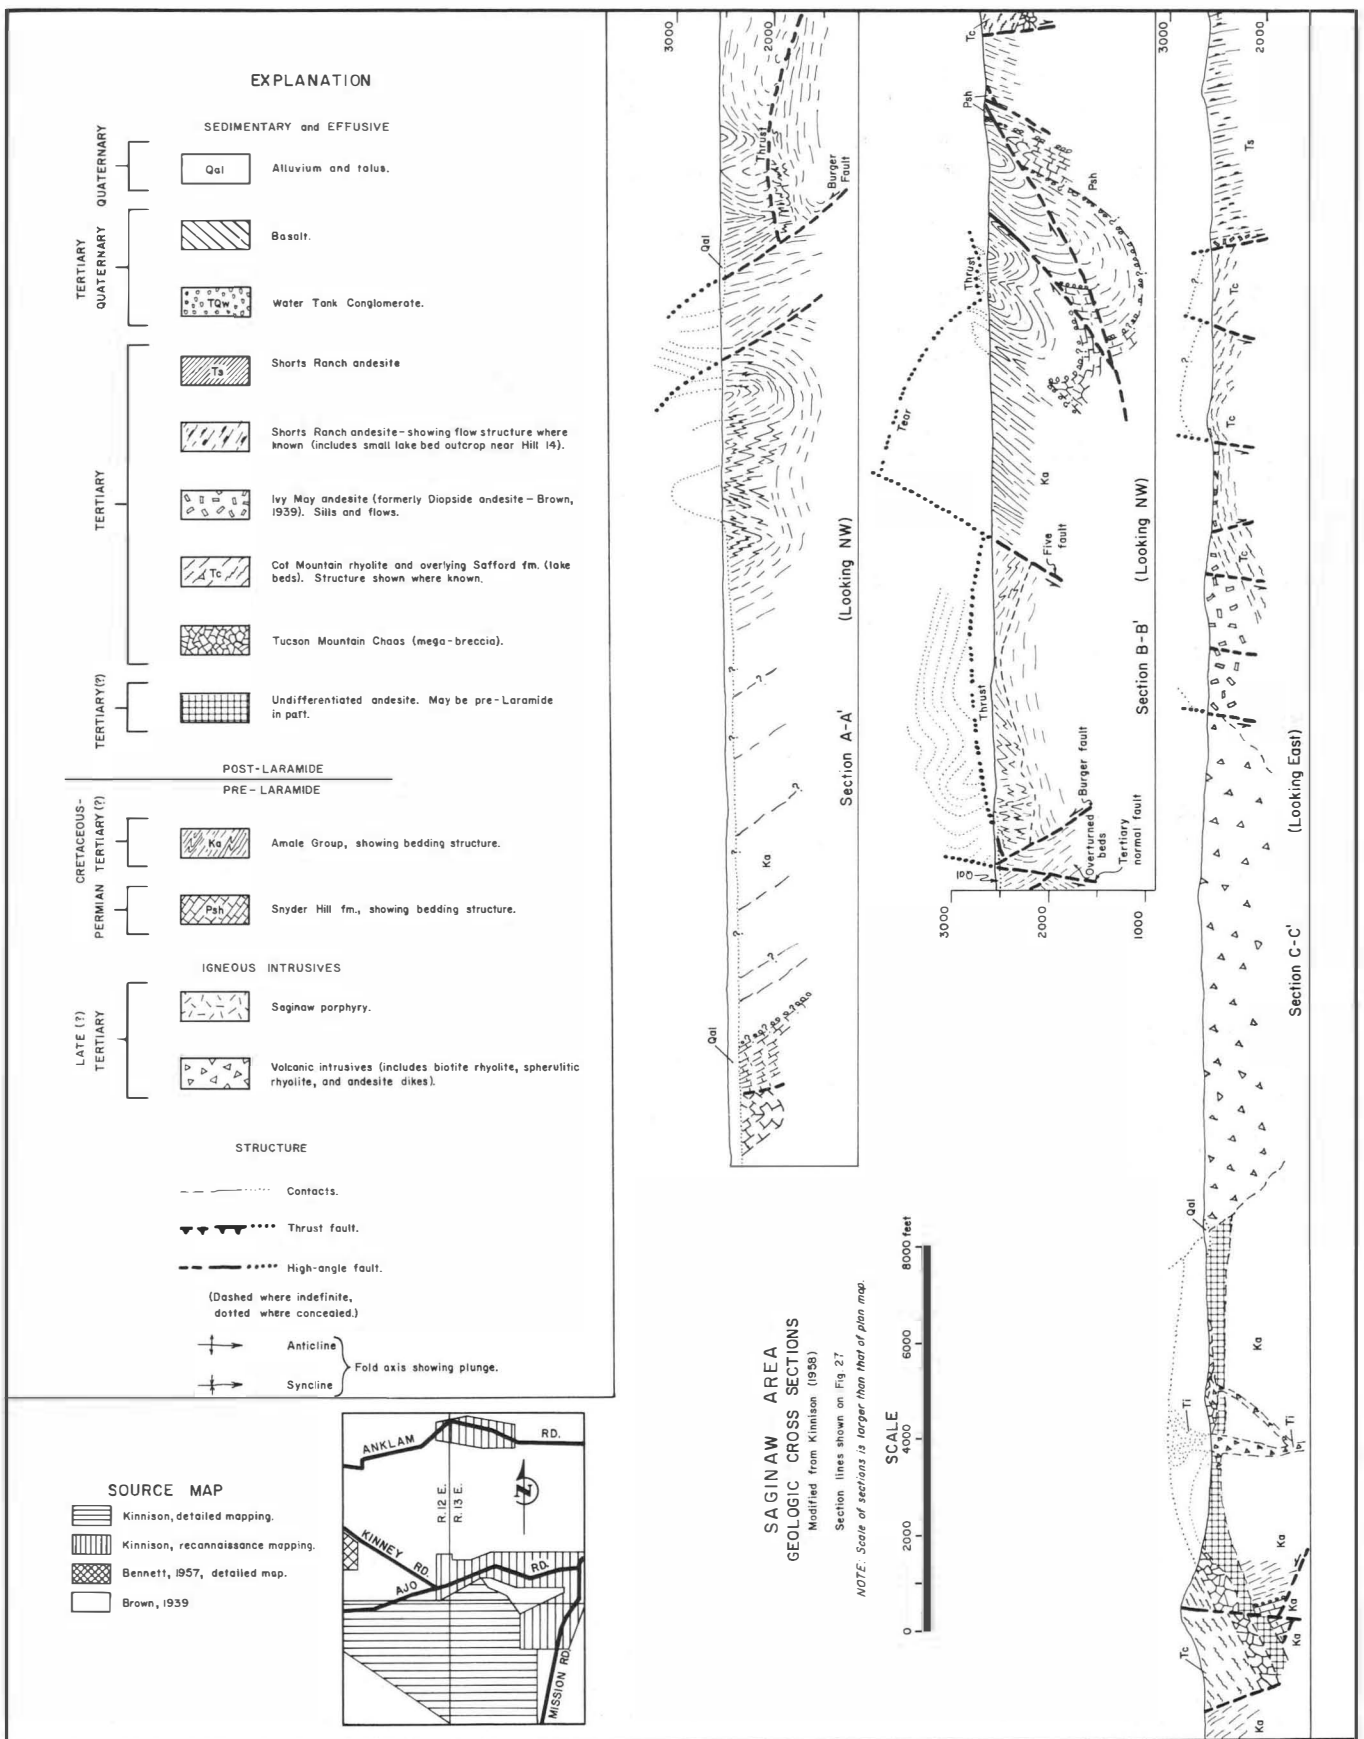 EXPLANATION
SEDIMENTARY and EFFUSIVE
QUATERNARY
Qal
Alluvium and talus.
TERTIARY
QUATERNARY
Basalt.
TQw
Water Tank Conglomerate.
TERTIARY
Ts
Shorts Ranch andesite
Shorts Ranch andesite-showing flow structure where
known (includes small lake bed outcrop near Hill 14).
Ivy May andesite (formerly Diopside andesite-Brown,
1939). Sills and flows.
Tc
Cat Mountain rhyolite and overlying Safford fm. (lake
beds). Structure shown where known.
Tucson Mountain Chaos (mega-breccia).
TERTIARY(?)
Undifferentiated andesite. May be pre-Laramide
in part.
POST-LARAMIDE
PRE-LARAMIDE
CRETACEOUS-
TERTIARY(?)
Ka
Amole Group, showing bedding structure.
PERMIAN
Psh
Snyder Hill fm., showing bedding structure.
IGNEOUS INTRUSIVES
LATE (?)
TERTIARY
Saginaw porphyry.
Volcanic intrusives (includes biotite rhyolite, spherulitic
rhyolite, and andesite dikes).
STRUCTURE
Contacts.
Thrust fault.
High-angle fault.
(Dashed where indefinite,
dotted where concealed.)
Anticline
Syncline
Fold axis showing plunge.
SOURCE MAP
Kinnison, detailed mapping.
Kinnison, recannaissance mapping.
Bennett, 1957, detailed map.
Brown, 1939
ANKLAM
RD.
R. 12 E.
R. 13 E.
N
KINNEY
RD.
AJO
RD.
MISSION RD.
3000
2000
Thrust
Burger
Fault
Qal
?
?
?
?
?
?
?
?
Ka
Qal
Section A-A'
(Looking NW)
Tc
Psh
Psh
Thrust
Tear
Ka
Five
fault
Thrust
Burger fault
Overturned
beds
Tertiary
normal fault
Qal
3000
2000
1000
Section B-B'
(Looking NW)
3000
2000
Ts
?
Tc
?
Tc
Tc
Qal
Ka
Ti
Ti
Ka
Ka
Ka
Tc
Ka
Section C-C'
(Looking East)
SAGINAW AREA
GEOLOGIC CROSS SECTIONS
Modified from Kinnison (1958)
Section lines shown on Fig. 27
NOTE: Scale of sections is larger than that of plan map.
SCALE
0
2000
4000
6000
8000 feet